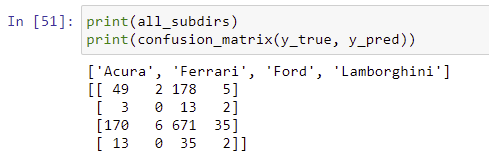 In [51]: print(all_subdirs)
print(confusion_matrix(y_true, y_pred))
['Acura', 'Ferrari', 'Ford', 'Lamborghini']
[[ 49   2 178   5]
 [  3   0  13   2]
 [170   6 671  35]
 [ 13   0  35   2]]